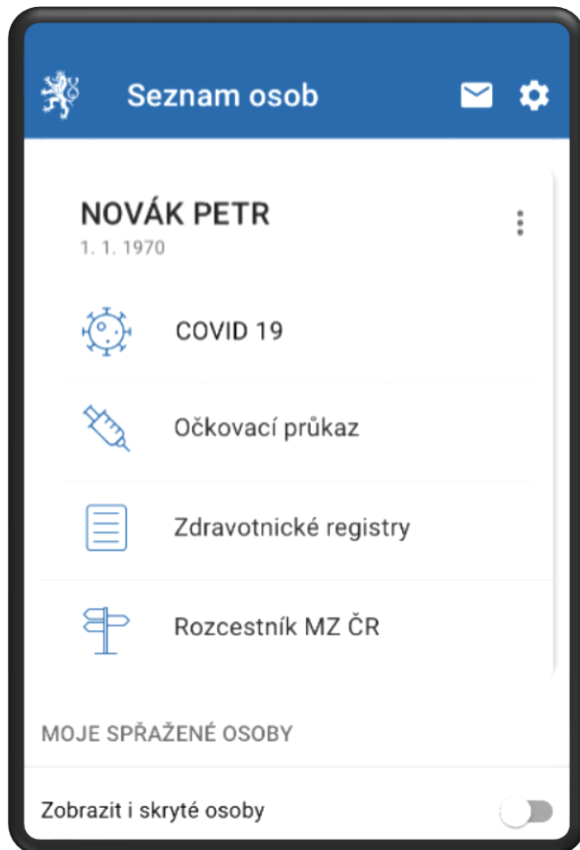 Seznam osob
NOVÁK PETR
1. 1. 1970
COVID 19
Očkovací průkaz
Zdravotnické registry
Rozcestník MZ ČR
MOJE SPŘAŽENÉ OSOBY
Zobrazit i skryté osoby